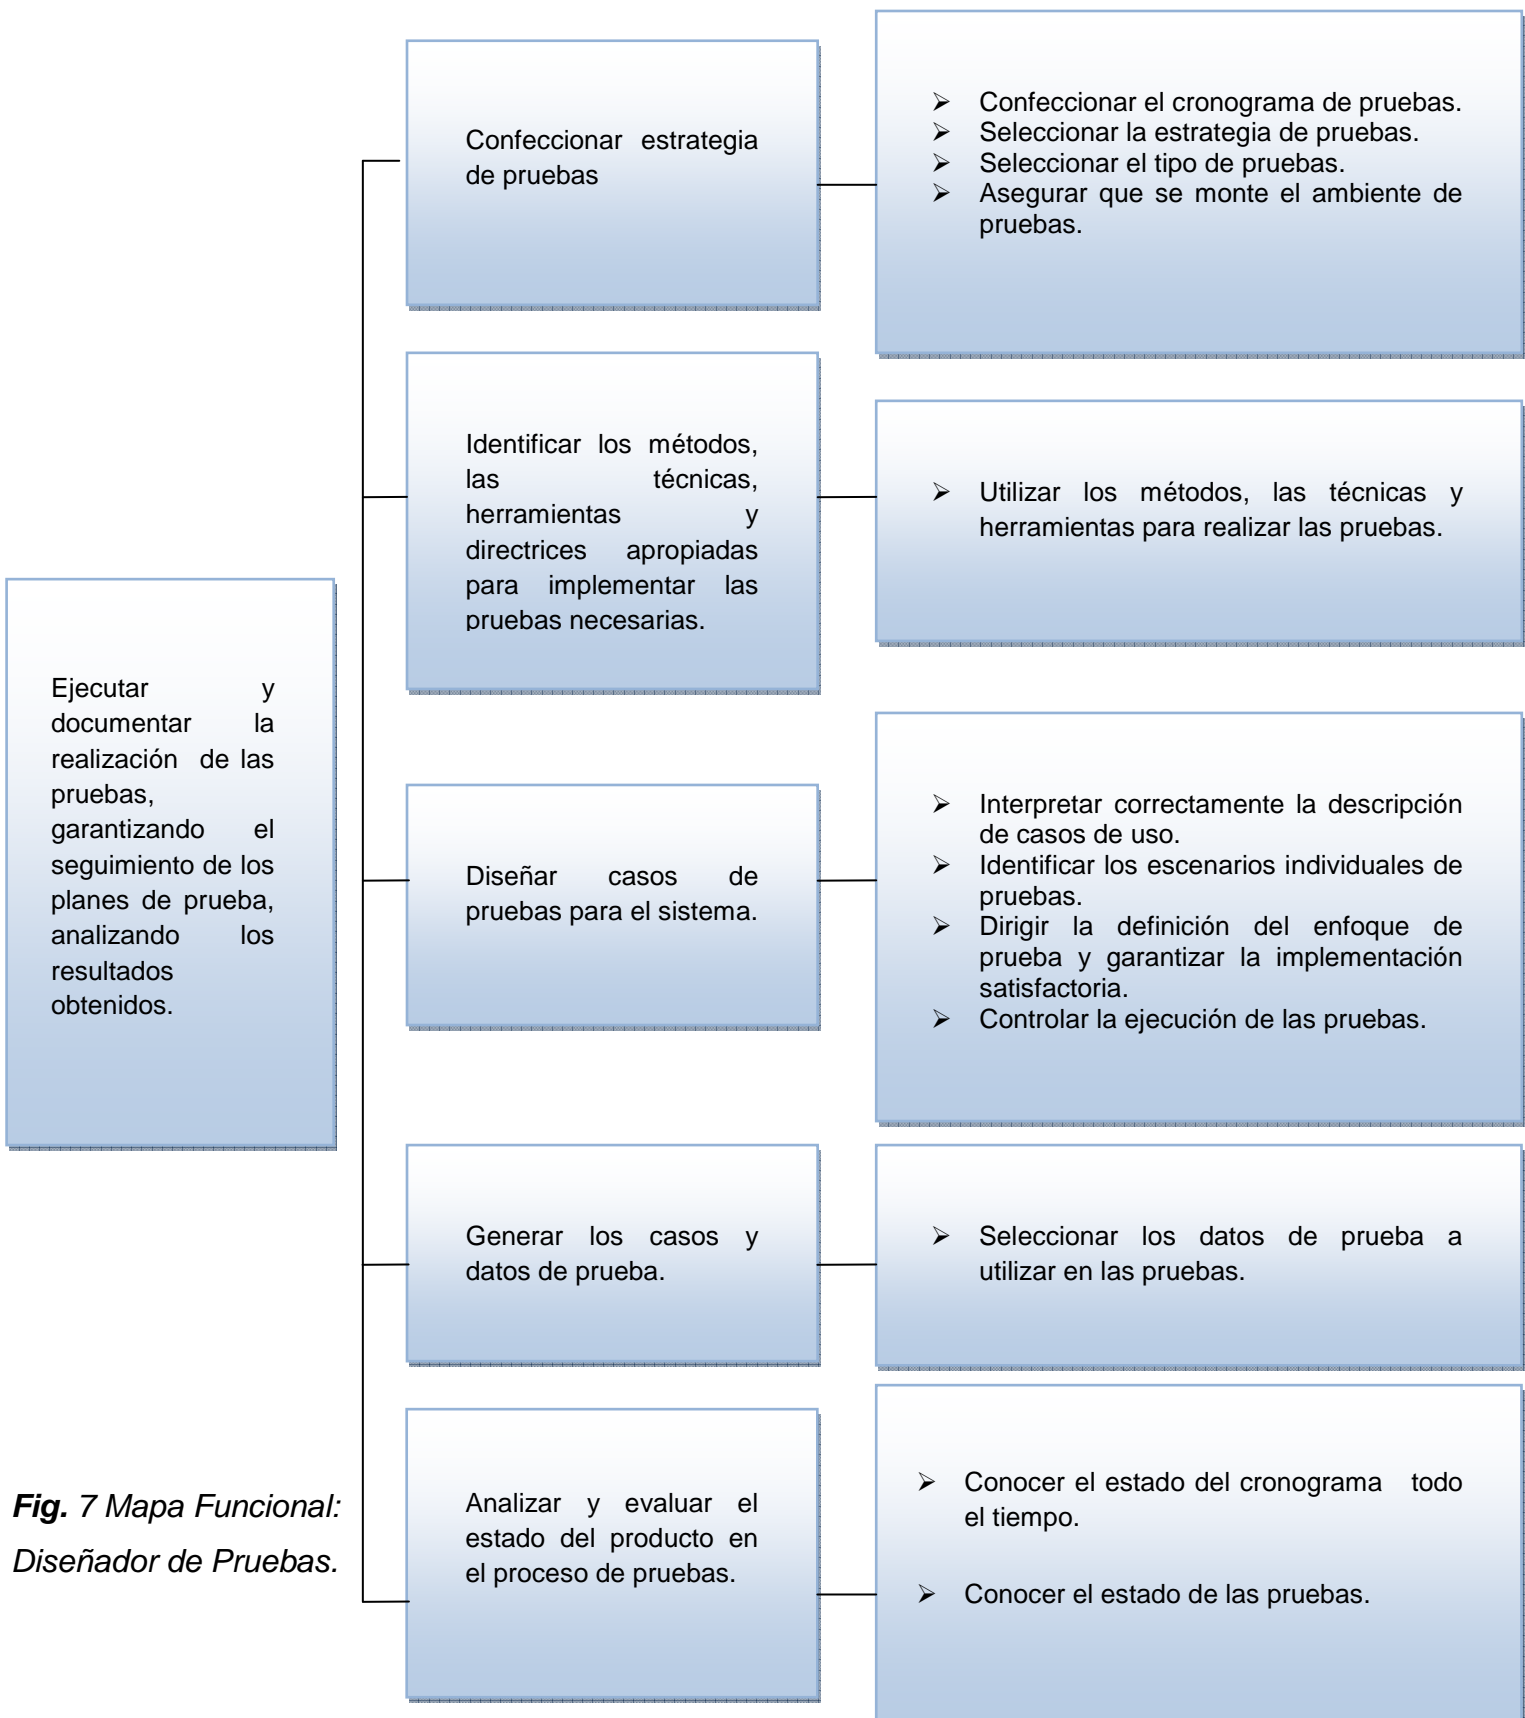 Confeccionar estrategia
de pruebas
➢ Confeccionar el cronograma de pruebas.
➢ Seleccionar la estrategia de pruebas.
➢ Seleccionar el tipo de pruebas.
➢ Asegurar que se monte el ambiente de
pruebas.
Identificar los métodos,
las técnicas,
herramientas y
directrices apropiadas
para implementar las
pruebas necesarias.
➢ Utilizar los métodos, las técnicas y
herramientas para realizar las pruebas.
Ejecutar y
documentar la
realización de las
pruebas,
garantizando el
seguimiento de los
planes de prueba,
analizando los
resultados
obtenidos.
Diseñar casos de
pruebas para el sistema.
➢ Interpretar correctamente la descripción
de casos de uso.
➢ Identificar los escenarios individuales de
pruebas.
➢ Dirigir la definición del enfoque de
prueba y garantizar la implementación
satisfactoria.
➢ Controlar la ejecución de las pruebas.
Generar los casos y
datos de prueba.
➢ Seleccionar los datos de prueba a
utilizar en las pruebas.
Analizar y evaluar el
estado del producto en
el proceso de pruebas.
➢ Conocer el estado del cronograma todo
el tiempo.
➢ Conocer el estado de las pruebas.
Fig. 7 Mapa Funcional:
Diseñador de Pruebas.